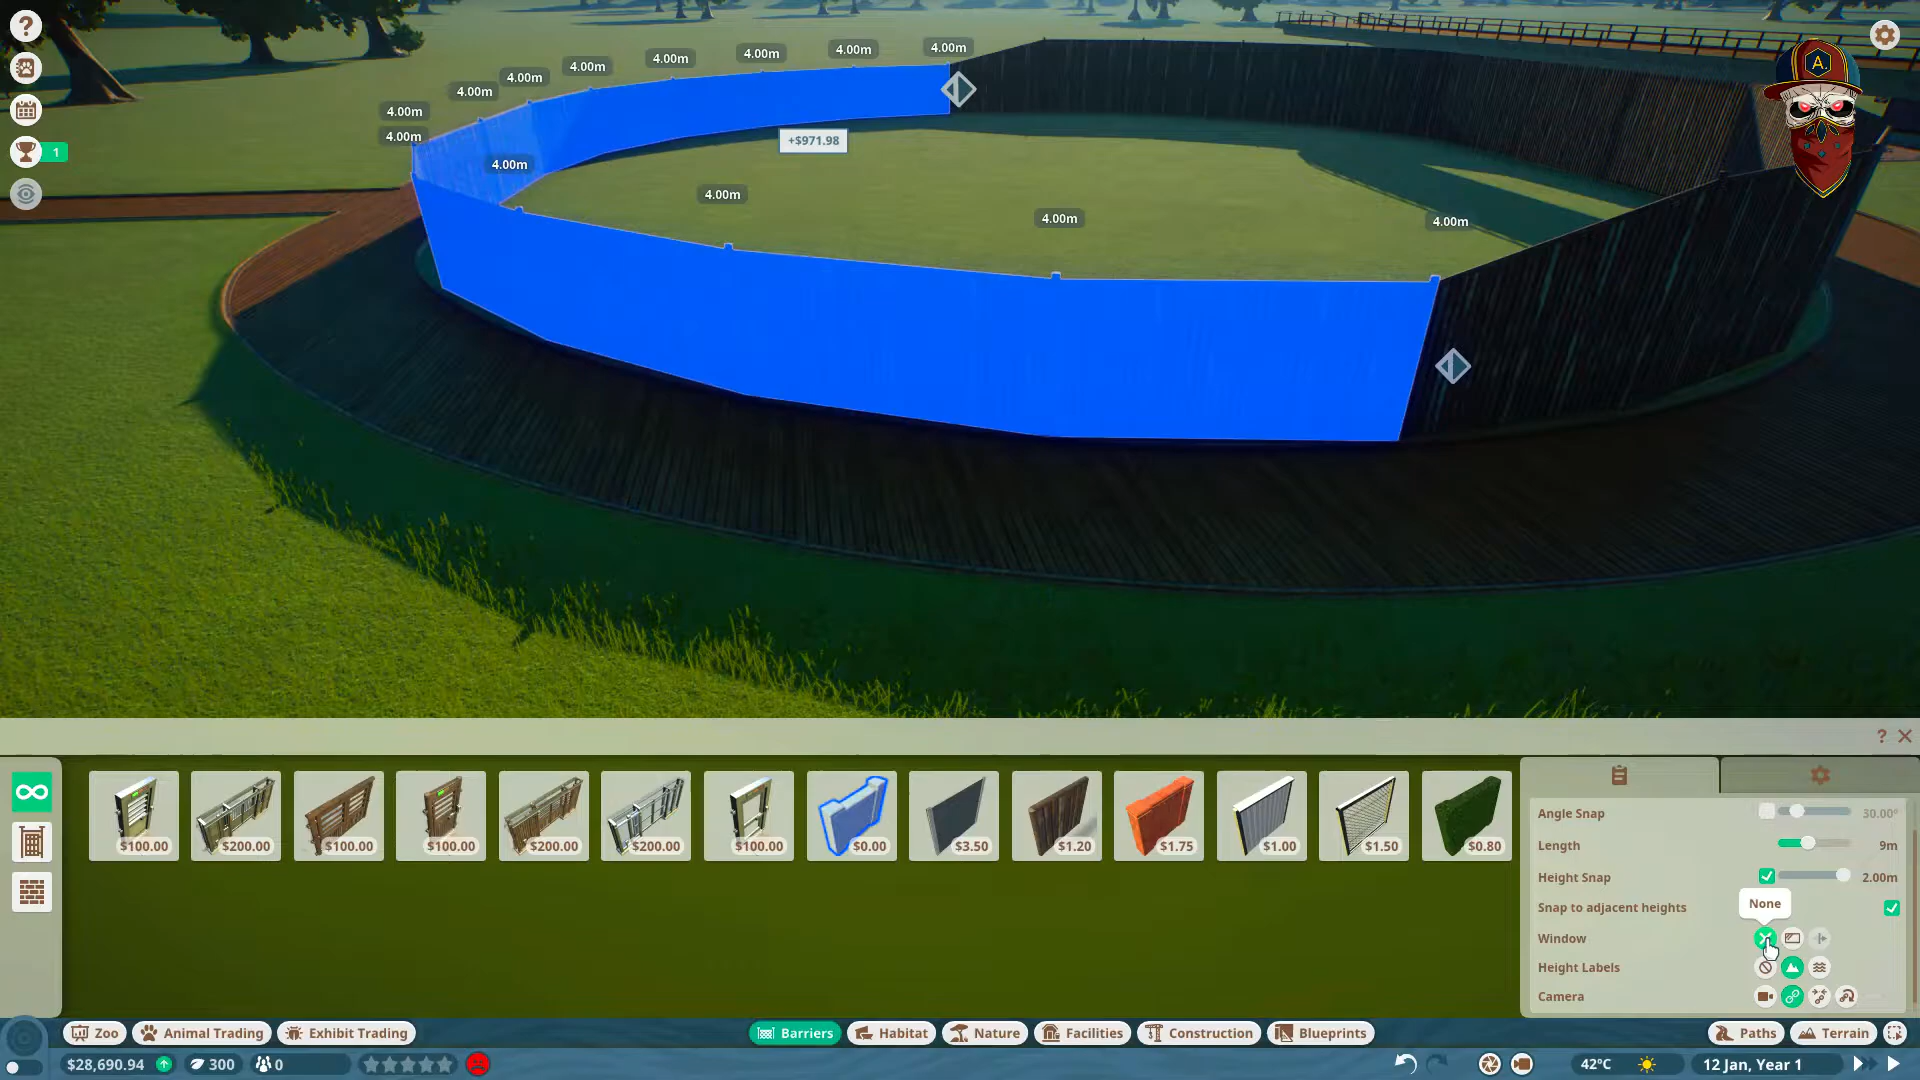 ?
A.
4.00m
4.00m
4.00m
4.00m
4.00m
4.00m
4.00m
4.00m
4.00m
1
+$971.98
4.00m
4.00m
4.00m
4.00m
?
$100.00
$200.00
$100.00
$100.00
$200.00
$200.00
$100.00
$0.00
$3.50
$1.20
$1.75
$1.00
$1.50
$0.80
Angle Snap
30.00°
Length
9m
Height Snap
2.00m
None
Snap to adjacent heights
Window
Height Labels
Camera
Zoo
Animal Trading
Exhibit Trading
Barriers
Habitat
Nature
Facilities
Construction
Blueprints
Paths
Terrain
$28,690.94
300
0
42°C
12 Jan, Year 1